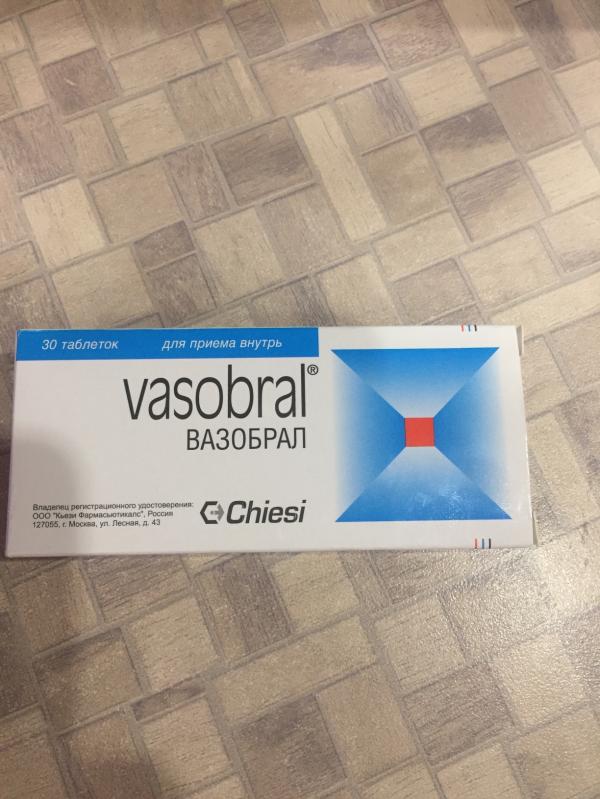 30 таблеток для приема внутрь
vasobral®
ВАЗОБРАЛ
Владелец регистрационного удостоверения:
ООО "Кьези Фармасьютикалс", Россия
127055, г. Москва, ул. Лесная, д. 43
Chiesi